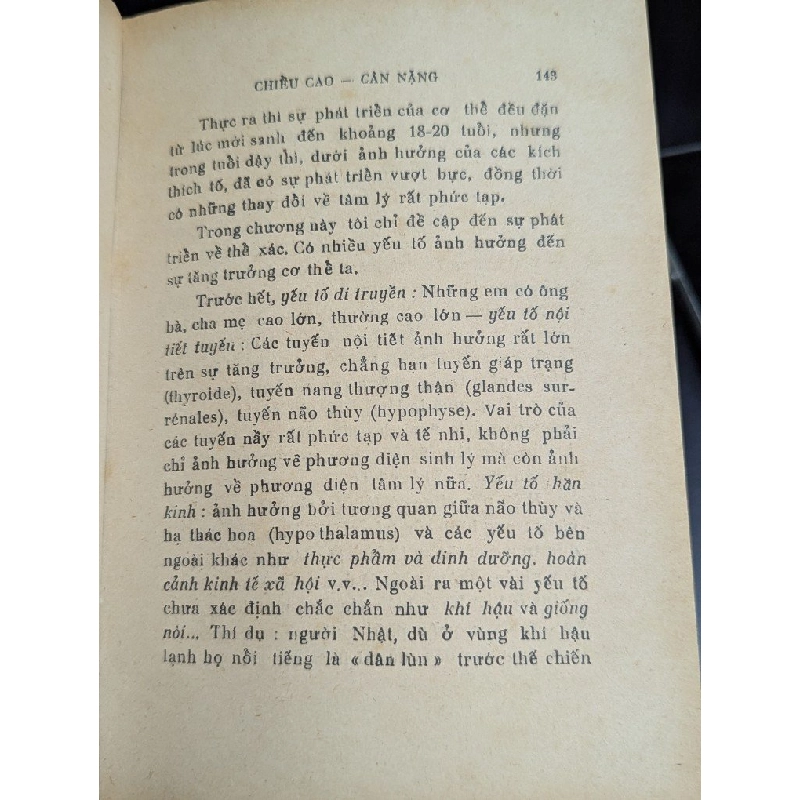 CHIỀU CAO — CÂN NẶNG 143
Thực ra thì sự phát triển của cơ thể đều đặn
từ lúc mới sanh đến khoảng 18-20 tuổi, nhưng
trong tuổi dậy thì, dưới ảnh hưởng của các kích
thích tố, đã có sự phát triển vượt bực, đồng thời
có những thay đổi về tâm lý rất phức tạp.
Trong chương này tôi chỉ đề cập đến sự phát
triển về thể xác. Có nhiều yếu tố ảnh hưởng đến
sự tăng trưởng cơ thể ta.
Trước hết, yếu tố di truyền : Những em có ông
bà, cha mẹ cao lớn, thường cao lớn — yếu tố nội
tiết tuyến : Các tuyến nội tiết ảnh hưởng rất lớn
trên sự tăng trưởng, chẳng hạn tuyến giáp trạng
(thyroide), tuyến nang thượng thận (glandes sur-
rénales), tuyến não thùy (hypophyse). Vai trò của
các tuyến nầy rất phức tạp và tế nhị, không phải
chỉ ảnh hưởng về phương diện sinh lý mà còn ảnh
hưởng về phương diện tâm lý nữa. Yếu tố thần
kinh : ảnh hưởng bởi tương quan giữa não thùy và
hạ thác hoa (hypothalamus) và các yếu tố bên
ngoài khác như thực phẩm và dinh dưỡng, hoàn
cảnh kinh tế xã hội v.v... Ngoài ra một vài yếu tố
chưa xác định chắc chắn như khí hậu và giống
nòi... Thí dụ : người Nhật, dù ở vùng khí hậu
lạnh họ nổi tiếng là « dân lùn » trước thế chiến